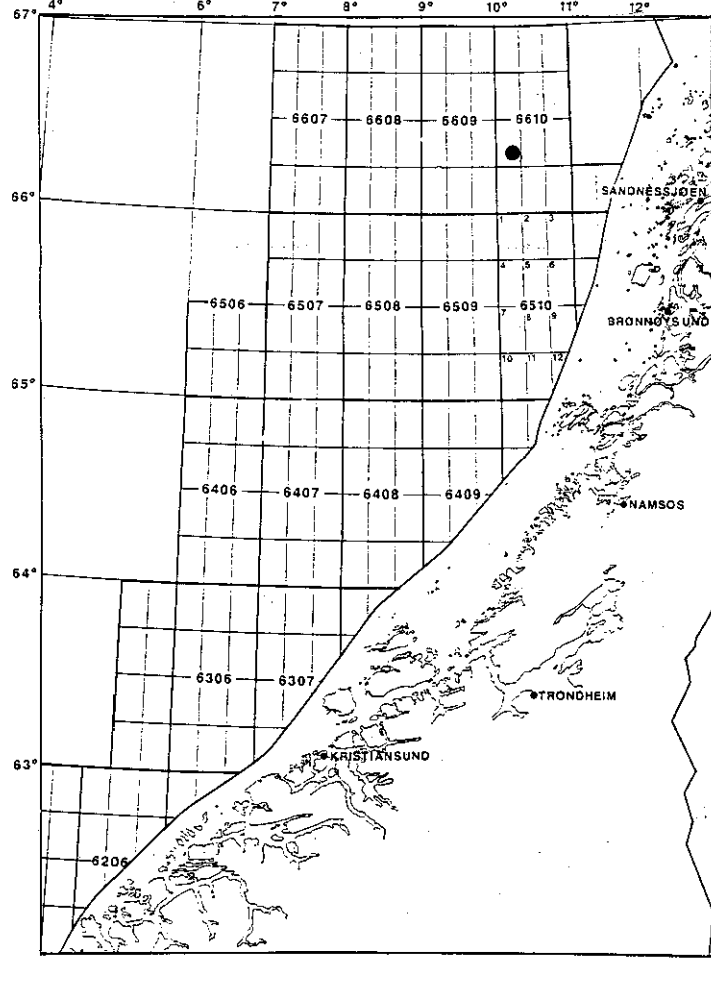 4° 5° 6° 7° 8° 9° 10° 11° 12°
67°
6607 6608 6609 6610
66°
SANDNESSJØEN
1 2 3
4 5 6
6506 6507 6508 6509 6510
7 8 9
BRØNNØYSUND
10 11 12
65°
6406 6407 6408 6409
NAMSOS
64°
6306 6307
TRONDHEIM
KRISTIANSUND
63°
6206